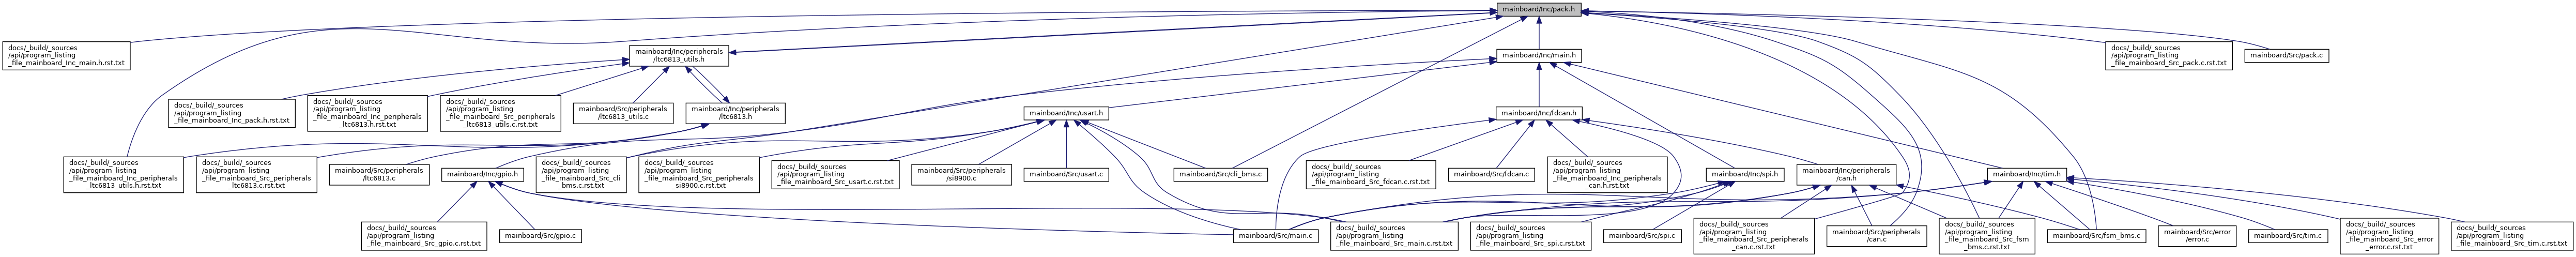 mainboard/Inc/pack.h
docs/_build/_sources
/api/program_listing
_file_mainboard_Inc_main.h.rst.txt
mainboard/Inc/peripherals
/ltc6813_utils.h
mainboard/Inc/main.h
docs/_build/_sources
/api/program_listing
_file_mainboard_Src_pack.c.rst.txt
mainboard/Src/pack.c
docs/_build/_sources
/api/program_listing
_file_mainboard_Inc_pack.h.rst.txt
docs/_build/_sources
/api/program_listing
_file_mainboard_Inc_peripherals
_ltc6813.h.rst.txt
docs/_build/_sources
/api/program_listing
_file_mainboard_Src_peripherals
_ltc6813_utils.c.rst.txt
mainboard/Src/peripherals
/ltc6813_utils.c
mainboard/Inc/peripherals
/ltc6813.h
mainboard/Inc/usart.h
mainboard/Inc/fdcan.h
docs/_build/_sources
/api/program_listing
_file_mainboard_Inc_peripherals
_ltc6813_utils.h.rst.txt
docs/_build/_sources
/api/program_listing
_file_mainboard_Src_peripherals
_ltc6813.c.rst.txt
mainboard/Src/peripherals
/ltc6813.c
mainboard/Inc/gpio.h
docs/_build/_sources
/api/program_listing
_file_mainboard_Src_cli
_bms.c.rst.txt
docs/_build/_sources
/api/program_listing
_file_mainboard_Src_peripherals
_si8900.c.rst.txt
docs/_build/_sources
/api/program_listing
_file_mainboard_Src_usart.c.rst.txt
mainboard/Src/peripherals
/si8900.c
mainboard/Src/usart.c
mainboard/Src/cli_bms.c
docs/_build/_sources
/api/program_listing
_file_mainboard_Src_fdcan.c.rst.txt
mainboard/Src/fdcan.c
docs/_build/_sources
/api/program_listing
_file_mainboard_Inc_peripherals
_can.h.rst.txt
mainboard/Inc/spi.h
mainboard/Inc/peripherals
/can.h
mainboard/Inc/tim.h
docs/_build/_sources
/api/program_listing
_file_mainboard_Src_gpio.c.rst.txt
mainboard/Src/gpio.c
mainboard/Src/main.c
docs/_build/_sources
/api/program_listing
_file_mainboard_Src_main.c.rst.txt
docs/_build/_sources
/api/program_listing
_file_mainboard_Src_spi.c.rst.txt
mainboard/Src/spi.c
docs/_build/_sources
/api/program_listing
_file_mainboard_Src_peripherals
_can.c.rst.txt
mainboard/Src/peripherals
/can.c
docs/_build/_sources
/api/program_listing
_file_mainboard_Src_fsm
_bms.c.rst.txt
mainboard/Src/fsm_bms.c
mainboard/Src/error
/error.c
mainboard/Src/tim.c
docs/_build/_sources
/api/program_listing
_file_mainboard_Src_error
_error.c.rst.txt
docs/_build/_sources
/api/program_listing
_file_mainboard_Src_tim.c.rst.txt